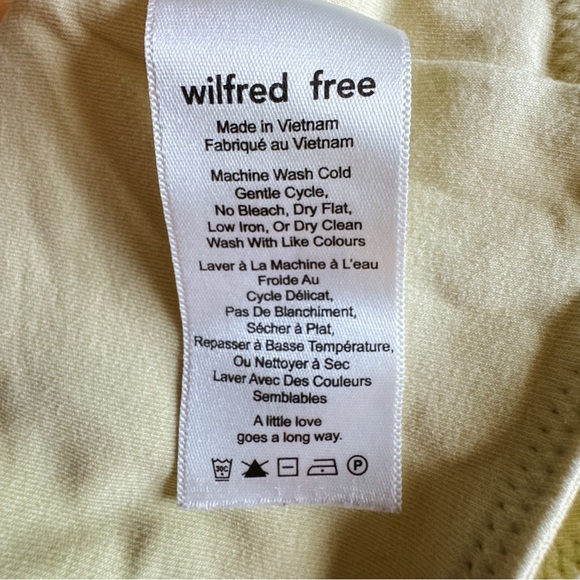 wilfred free
Made in Vietnam
Fabriqué au Vietnam
Machine Wash Cold
Gentle Cycle,
No Bleach, Dry Flat,
Low Iron, Or Dry Clean
Wash With Like Colours
Laver à La Machine à L'eau
Froide Au
Cycle Délicat,
Pas De Blanchiment,
Sécher à Plat,
Repasser à Basse Température,
Ou Nettoyer à Sec
Laver Avec Des Couleurs
Semblables
A little love
goes a long way.
30C P